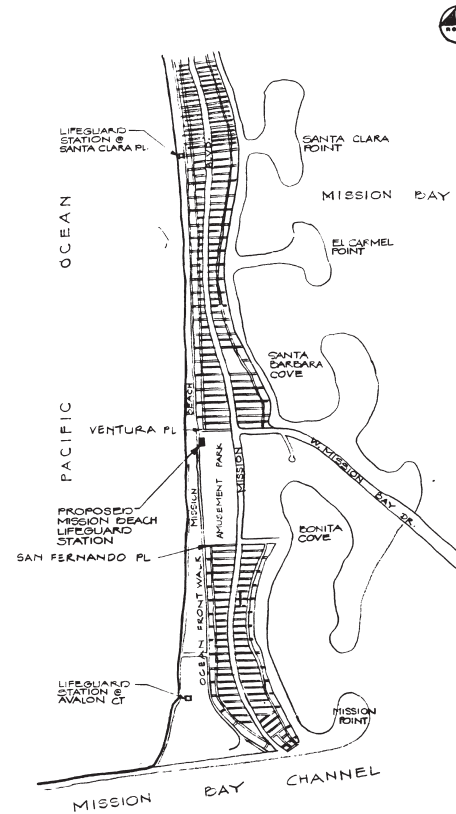 LIFEGUARD
STATION @
SANTA CLARA PL.
BLVD
SANTA CLARA
POINT
MISSION BAY
OCEAN
EL CARMEL
POINT
SANTA
BARBARA
COVE
PACIFIC
BEACH
VENTURA PL
MISSION
AMUSEMENT PARK
MISSION
W. MISSION BAY DR.
PROPOSED
MISSION BEACH
LIFEGUARD
STATION
BONITA
COVE
SAN FERNANDO PL
OCEAN FRONT WALK
LIFEGUARD
STATION @
AVALON CT
MISSION
POINT
MISSION BAY CHANNEL